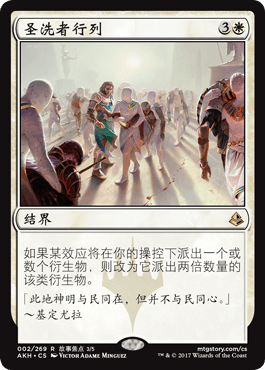 圣洗者行列 3
结界
如果某效应将在你的操控下派出一个或
数个衍生物，则改为它派出两倍数量的
该类衍生物。
「此地神明与民同在，但并不与民同心。」
～基定尤拉
002/269 R 故事焦点 3/5 mtgstory.com/cs
AKH • CS VICTOR ADAME MINGUEZ ™ & © 2017 Wizards of the Coast